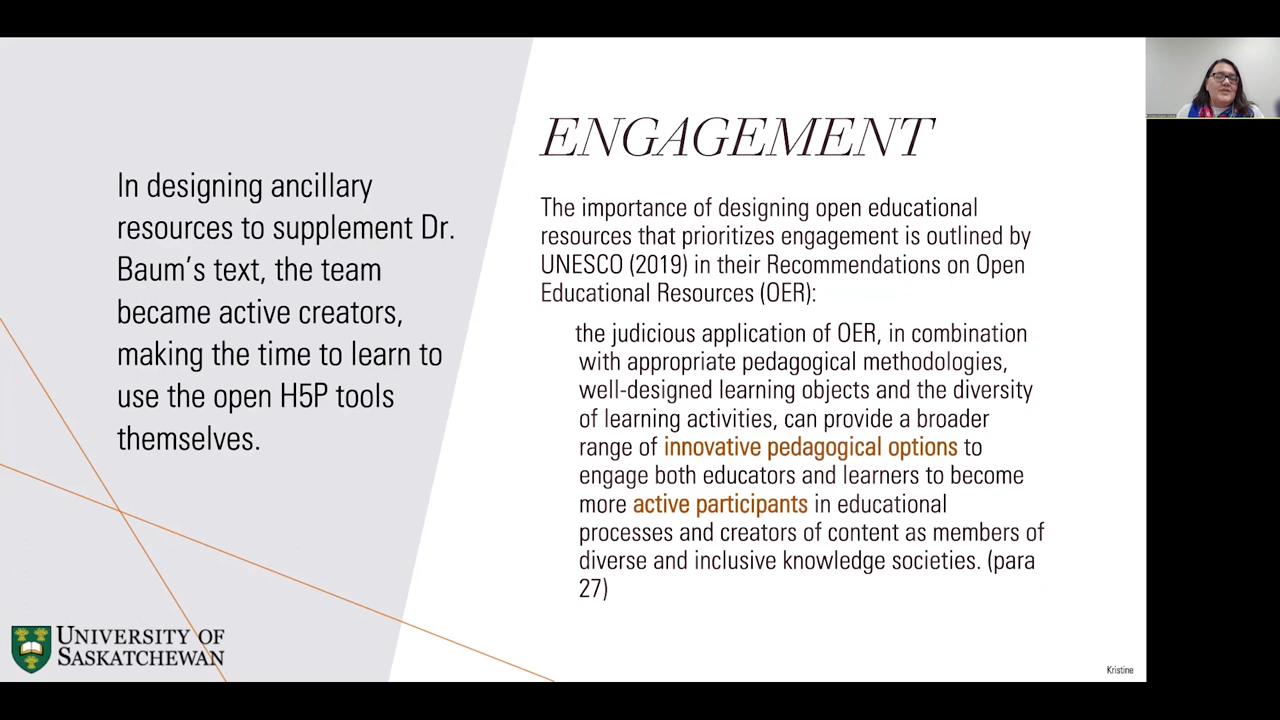 In designing ancillary
resources to supplement Dr.
Baum's text, the team
became active creators,
making the time to learn to
use the open H5P tools
themselves.
ENGAGEMENT
The importance of designing open educational
resources that prioritizes engagement is outlined by
UNESCO (2019) in their Recommendations on Open
Educational Resources (OER):
the judicious application of OER, in combination
with appropriate pedagogical methodologies,
well-designed learning objects and the diversity
of learning activities, can provide a broader
range of innovative pedagogical options to
engage both educators and learners to become
more active participants in educational
processes and creators of content as members of
diverse and inclusive knowledge societies. (para
27)
UNIVERSITY OF
SASKATCHEWAN
Kristine